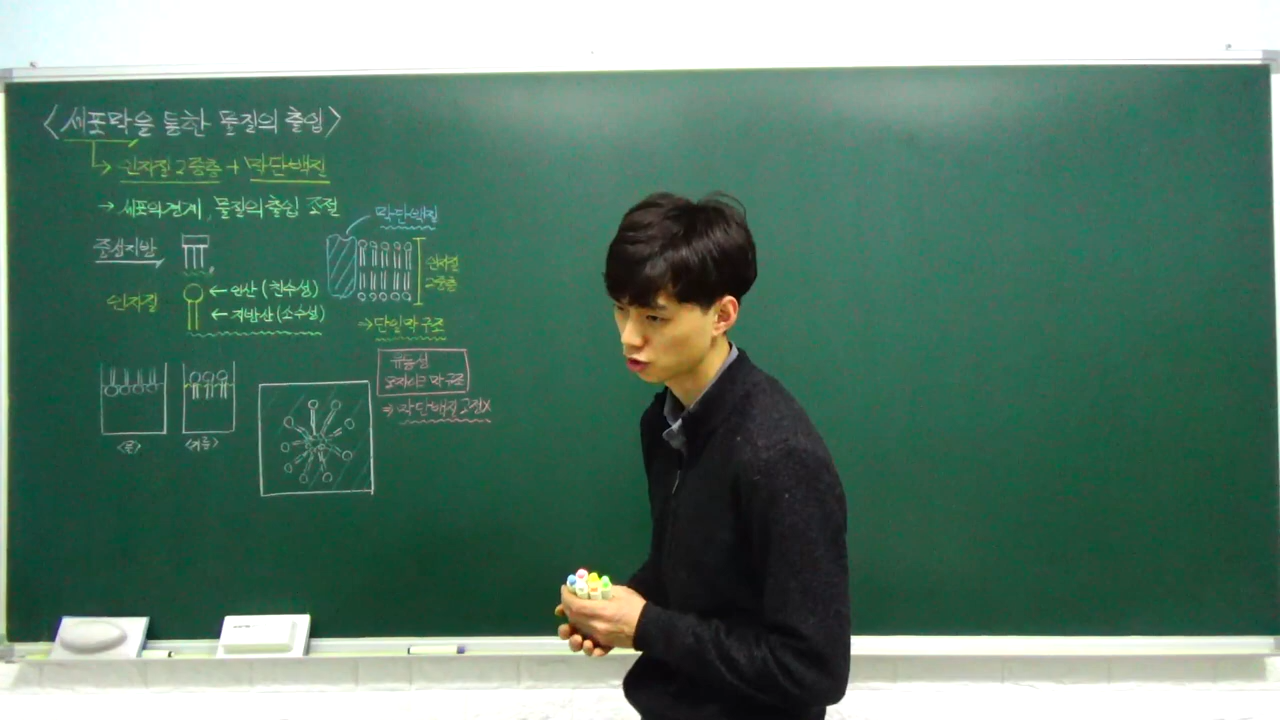 <세포막을 통한 물질의 출입>
→ 인지질 2중층 + 막단백질
→ 세포의 경계, 물질의 출입 조절
막단백질
중성지방
인지질
2중층
인지질
← 인산 (친수성)
← 지방산 (소수성)
→ 단일막 구조
유동성
모자이크 막 구조
⇒ 막단백질 고정X
<물>
<기름>